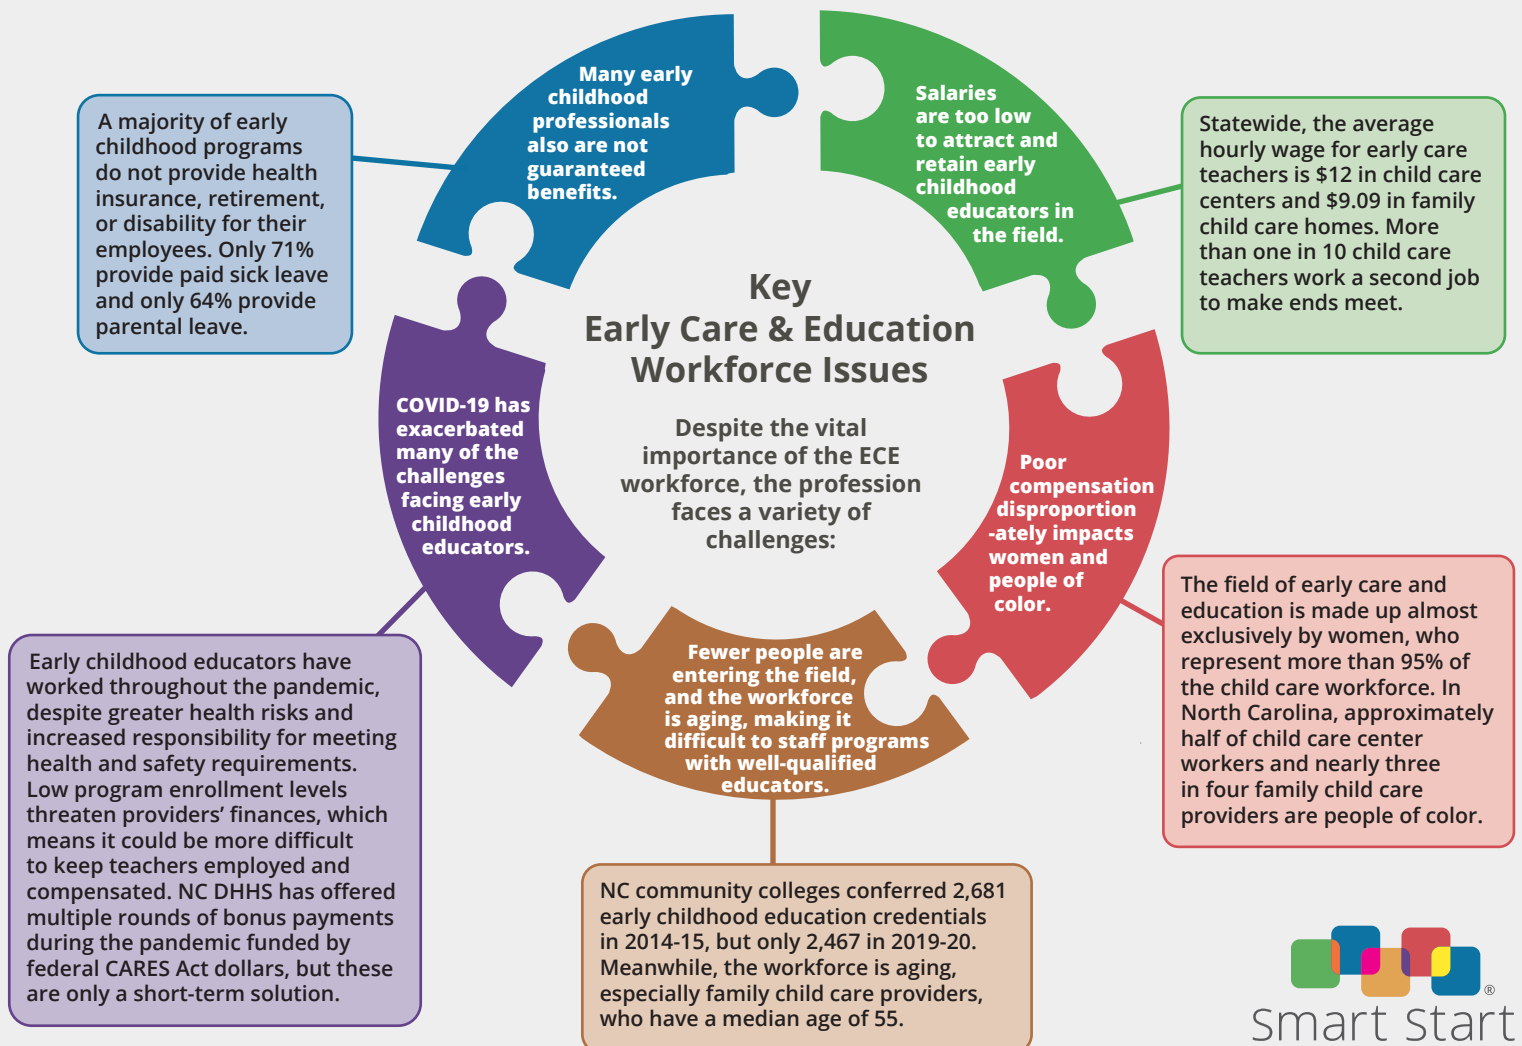 Key
Early Care & Education
Workforce Issues
Despite the vital
importance of the ECE
workforce, the profession
faces a variety of
challenges:
Many early
childhood
professionals
also are not
guaranteed
benefits.
A majority of early
childhood programs
do not provide health
insurance, retirement,
or disability for their
employees. Only 71%
provide paid sick leave
and only 64% provide
parental leave.
Salaries
are too low
to attract and
retain early
childhood
educators in
the field.
Statewide, the average
hourly wage for early care
teachers is $12 in child care
centers and $9.09 in family
child care homes. More
than one in 10 child care
teachers work a second job
to make ends meet.
Poor
compensation
disproportion
-ately impacts
women and
people of
color.
The field of early care and
education is made up almost
exclusively by women, who
represent more than 95% of
the child care workforce. In
North Carolina, approximately
half of child care center
workers and nearly three
in four family child care
providers are people of color.
Fewer people are
entering the field,
and the workforce
is aging, making it
difficult to staff programs
with well-qualified
educators.
NC community colleges conferred 2,681
early childhood education credentials
in 2014-15, but only 2,467 in 2019-20.
Meanwhile, the workforce is aging,
especially family child care providers,
who have a median age of 55.
COVID-19 has
exacerbated
many of the
challenges
facing early
childhood
educators.
Early childhood educators have
worked throughout the pandemic,
despite greater health risks and
increased responsibility for meeting
health and safety requirements.
Low program enrollment levels
threaten providers' finances, which
means it could be more difficult
to keep teachers employed and
compensated. NC DHHS has offered
multiple rounds of bonus payments
during the pandemic funded by
federal CARES Act dollars, but these
are only a short-term solution.
®
Smart Start